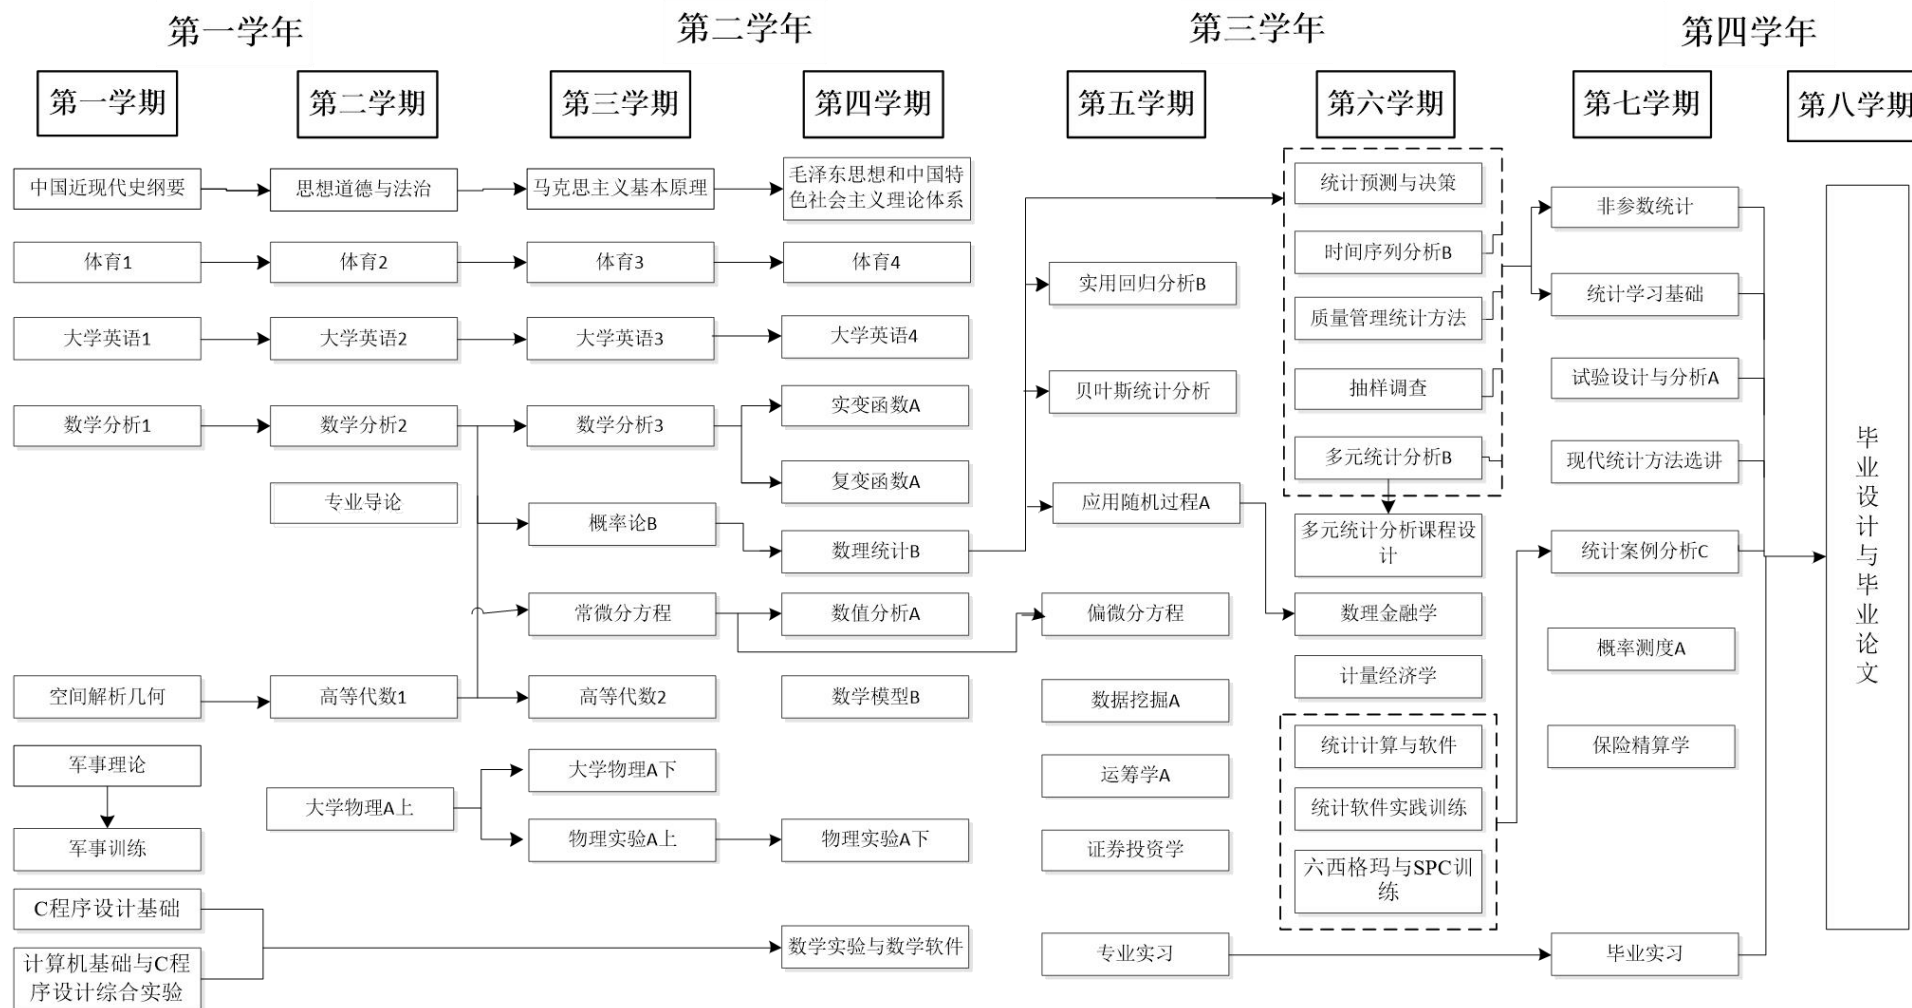 第一学年
第二学年
第三学年
第四学年
第一学期
第二学期
第三学期
第四学期
第五学期
第六学期
第七学期
第八学期
中国近现代史纲要
体育1
大学英语1
数学分析1
空间解析几何
军事理论
军事训练
C程序设计基础
计算机基础与C程
序设计综合实验
思想道德与法治
体育2
大学英语2
数学分析2
专业导论
高等代数1
大学物理A上
马克思主义基本原理
体育3
大学英语3
数学分析3
概率论B
常微分方程
高等代数2
大学物理A下
物理实验A上
毛泽东思想和中国特
色社会主义理论体系
体育4
大学英语4
实变函数A
复变函数A
数理统计B
数值分析A
数学模型B
物理实验A下
数学实验与数学软件
实用回归分析B
贝叶斯统计分析
应用随机过程A
偏微分方程
数据挖掘A
运筹学A
证券投资学
专业实习
统计预测与决策
时间序列分析B
质量管理统计方法
抽样调查
多元统计分析B
多元统计分析课程设
计
数理金融学
计量经济学
统计计算与软件
统计软件实践训练
六西格玛与SPC训
练
非参数统计
统计学习基础
试验设计与分析A
现代统计方法选讲
统计案例分析C
概率测度A
保险精算学
毕业实习
毕业设计与毕业论文